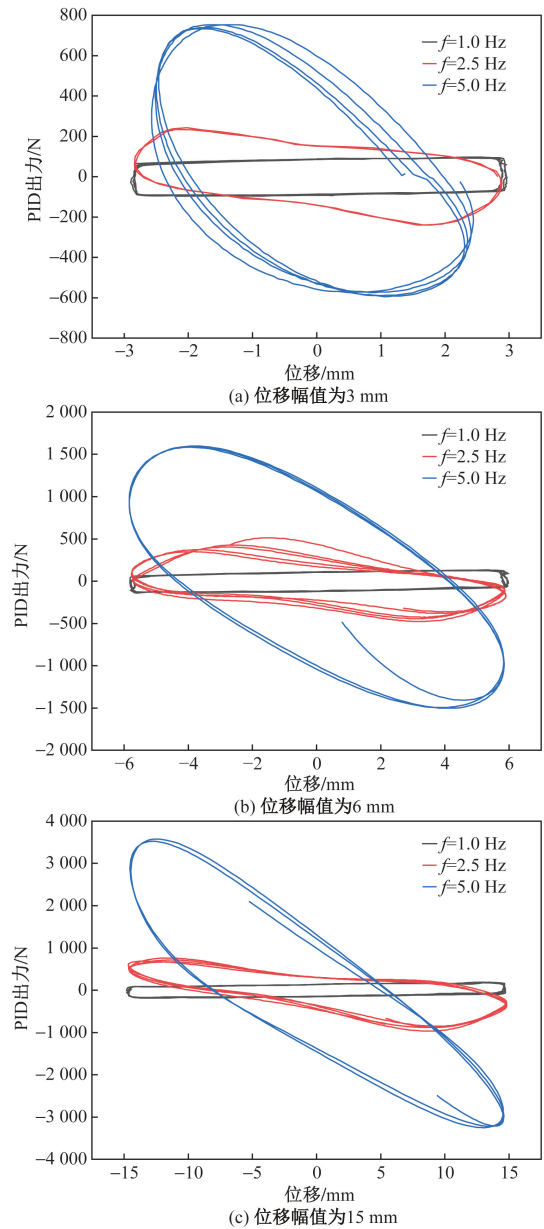 800
600
400
200
0
−200
−400
−600
−800
PID出力/N
f=1.0 Hz
f=2.5 Hz
f=5.0 Hz
−3 −2 −1 0 1 2 3
位移/mm
(a) 位移幅值为3 mm
2 000
1 500
1 000
500
0
−500
−1 000
−1 500
−2 000
PID出力/N
f=1.0 Hz
f=2.5 Hz
f=5.0 Hz
−6 −4 −2 0 2 4 6
位移/mm
(b) 位移幅值为6 mm
4 000
3 000
2 000
1 000
0
−1 000
−2 000
−3 000
−4 000
PID出力/N
f=1.0 Hz
f=2.5 Hz
f=5.0 Hz
−15 −10 −5 0 5 10 15
位移/mm
(c) 位移幅值为15 mm